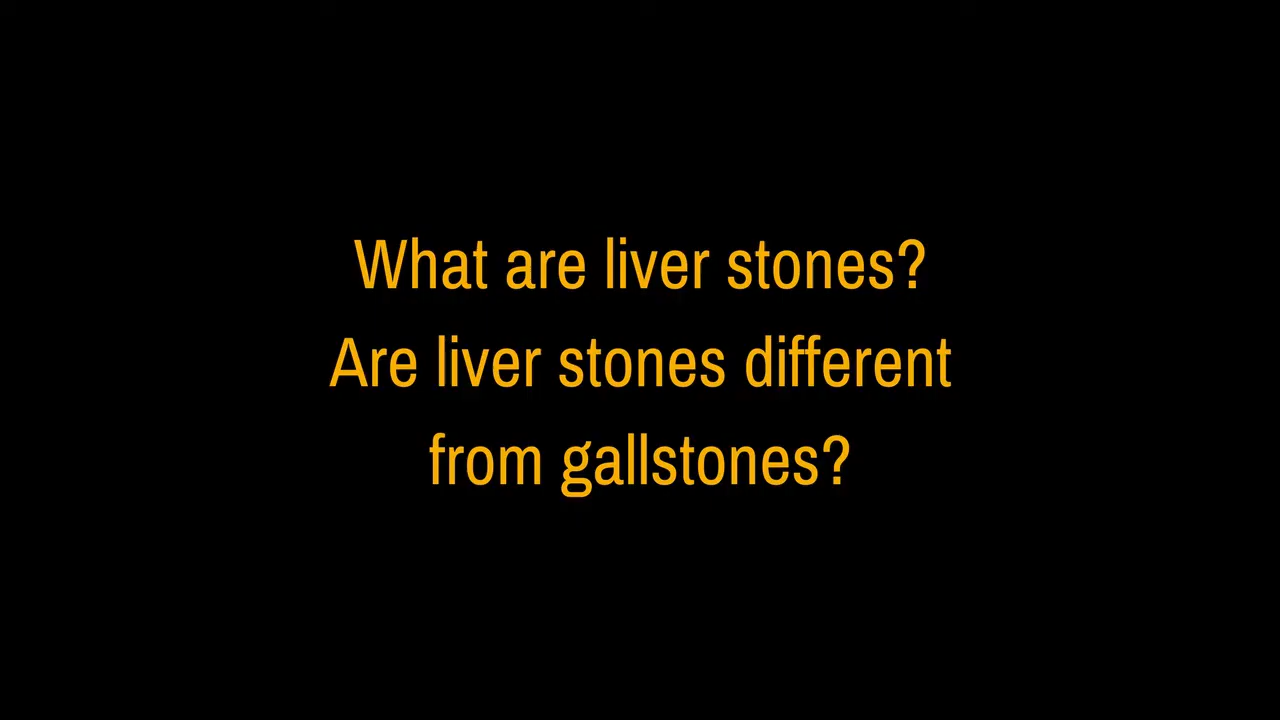 What are liver stones?
Are liver stones different
from gallstones?